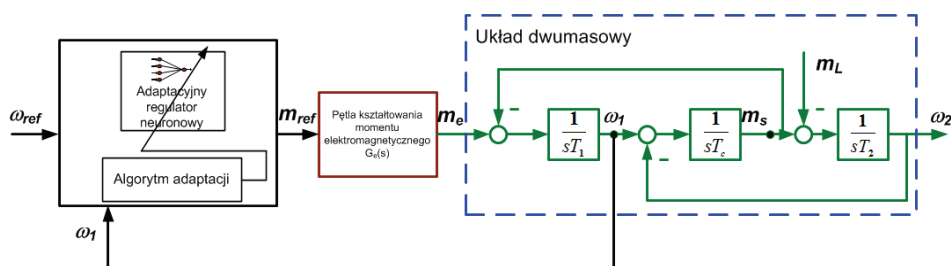 Układ dwumasowy
Adaptacyjny
regulator
neuronowy
Algorytm adaptacji
ω_ref
ω_1
m_ref
Pętla kształtowania
momentu
elektromagnetycznego
G_e(s)
m_e
-
1
sT_1
ω_1
-
1
sT_c
m_s
m_L
-
1
sT_2
ω_2